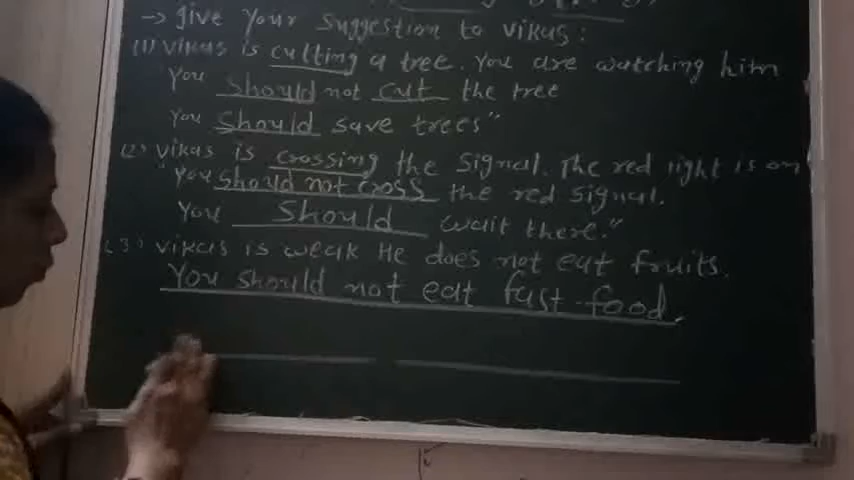 → Give Your Suggestion to Vikas:
(1) Vikas is cutting a tree. You are watching him
You should not cut the tree
You should save trees"
(2) Vikas is crossing the Signal. The red light is on
"You should not cross the red Signal.
You Should wait there."
(3) Vikas is weak He does not eat fruits.
You should not eat fast food.